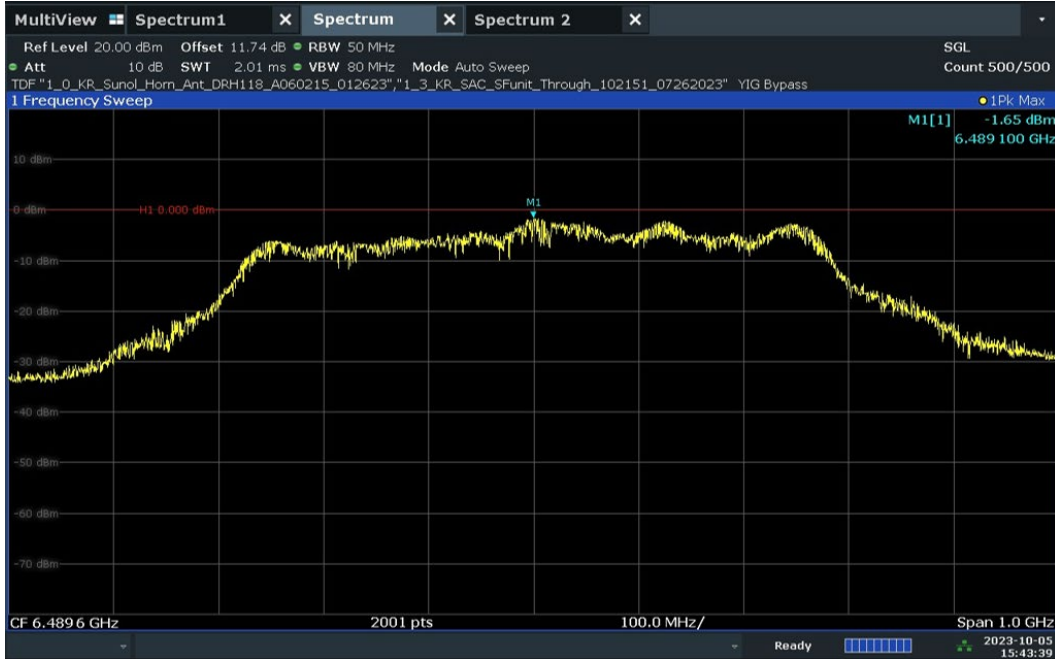 MultiView Spectrum1 X Spectrum X Spectrum 2 X
Ref Level 20.00 dBm Offset 11.74 dB RBW 50 MHz SGL
Att 10 dB SWT 2.01 ms VBW 80 MHz Mode Auto Sweep Count 500/500
TDF "1_0_KR_Sunol_Horn_Ant_DRH118_A060215_012623","1_3_KR_SAC_SFunit_Through_102151_07262023" YIG Bypass
1 Frequency Sweep 1Pk Max
M1[1] -1.65 dBm
6.489 100 GHz
10 dBm
M1
0 dBm H1 0.000 dBm
-10 dBm
-20 dBm
-30 dBm
-40 dBm
-50 dBm
-60 dBm
-70 dBm
CF 6.4896 GHz 2001 pts 100.0 MHz/ Span 1.0 GHz
Ready 2023-10-05
15:43:39